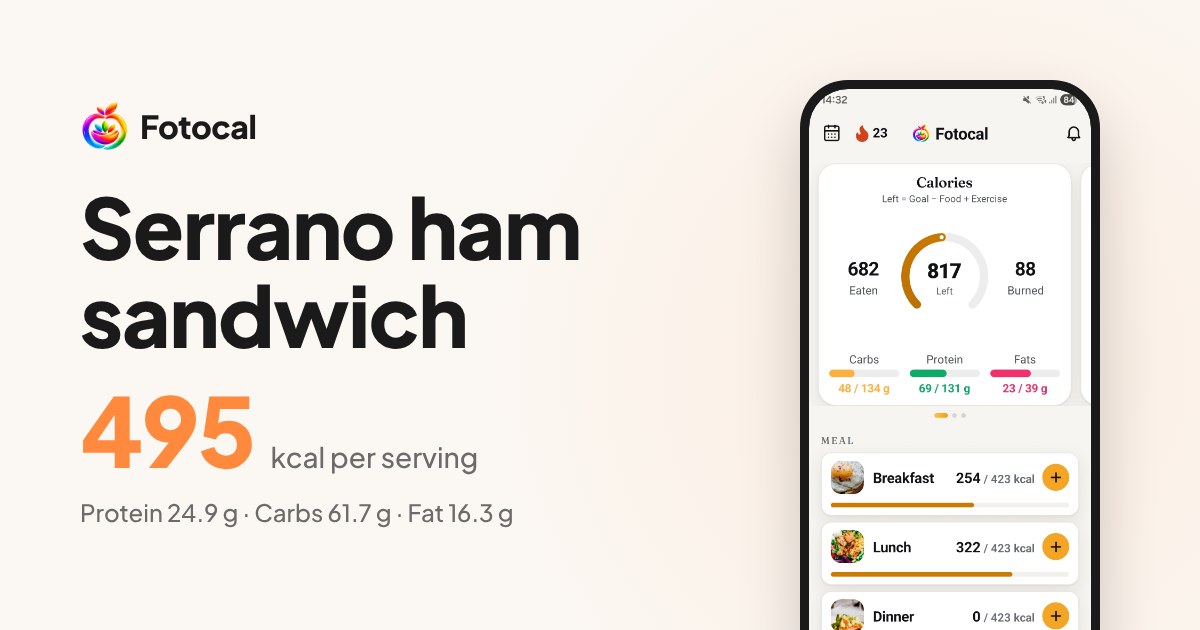 Fotocal
Serrano ham
sandwich
495 kcal per serving
Protein 24.9 g · Carbs 61.7 g · Fat 16.3 g
14:32
84
23
Fotocal
Calories
Left = Goal - Food + Exercise
682
Eaten
817
Left
88
Burned
Carbs
48 / 134 g
Protein
69 / 131 g
Fats
23 / 39 g
MEAL
Breakfast 254 / 423 kcal +
Lunch 322 / 423 kcal +
Dinner 0 / 423 kcal +